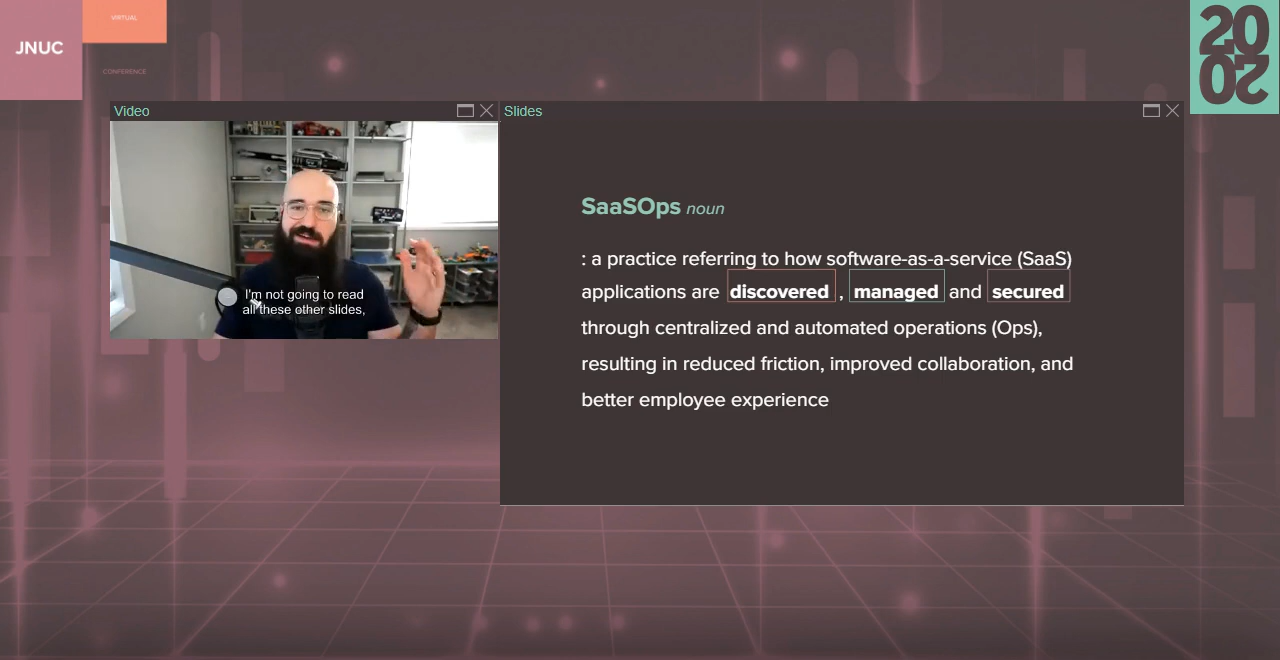 JNUC
VIRTUAL
CONFERENCE
2020
Video
Slides
I'm not going to read
all these other slides,
SaaSOps noun
: a practice referring to how software-as-a-service (SaaS)
applications are discovered , managed and secured
through centralized and automated operations (Ops),
resulting in reduced friction, improved collaboration, and
better employee experience